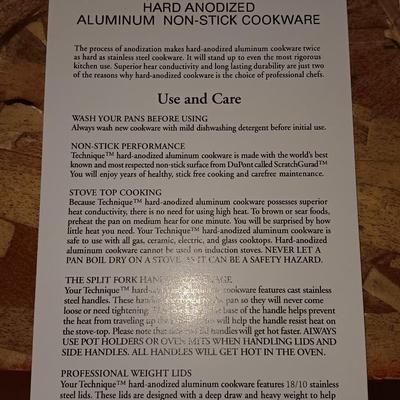 HARD ANODIZED
ALUMINUM NON-STICK COOKWARE
The process of anodization makes hard-anodized aluminum cookware twice
as hard as stainless steel cookware. It will stand up to even the most rigorous
kitchen use. Superior hear conductivity and long lasting durability are just two
of the reasons why hard-anodized cookware is the choice of professional chefs.
Use and Care
WASH YOUR PANS BEFORE USING
Always wash new cookware with mild dishwashing detergent before initial use.
NON-STICK PERFORMANCE
Technique™ hard-anodized aluminum cookware is made with the world's best
known and most respected non-stick surface from DuPont called ScratchGurad™
You will enjoy years of healthy, stick free cooking and carefree maintenance.
STOVE TOP COOKING
Because Technique™ hard-anodized aluminum cookware possesses superior
heat conductivity, there is no need for using high heat. To brown or sear foods,
preheat the pan on medium hear for one minute. You will be surprised by how
little heat you need. Your Technique™ hard-anodized aluminum cookware is
safe to use with all gas, ceramic, electric, and glass cooktops. Hard-anodized
aluminum cookware cannot be used on induction stoves. NEVER LET A
PAN BOIL DRY ON A STOVE, AS IT CAN BE A SAFETY HAZARD.
THE SPLIT FORK
Your Technique™ cookware features cast stainless
steel handles. These pan so they will never come
loose or need tightening. base of the handle helps prevent
the heat from traveling up the will help the handle resist heat on
the stove-top. Please note that handles will get hot faster. ALWAYS
USE POT HOLDERS OR OVEN MITS WHEN HANDLING LIDS AND
SIDE HANDLES. ALL HANDLES WILL GET HOT IN THE OVEN.
PROFESSIONAL WEIGHT LIDS
Your Technique™ hard-anodized aluminum cookware features 18/10 stainless
steel lids. These lids are designed with a deep draw and heavy weight to help